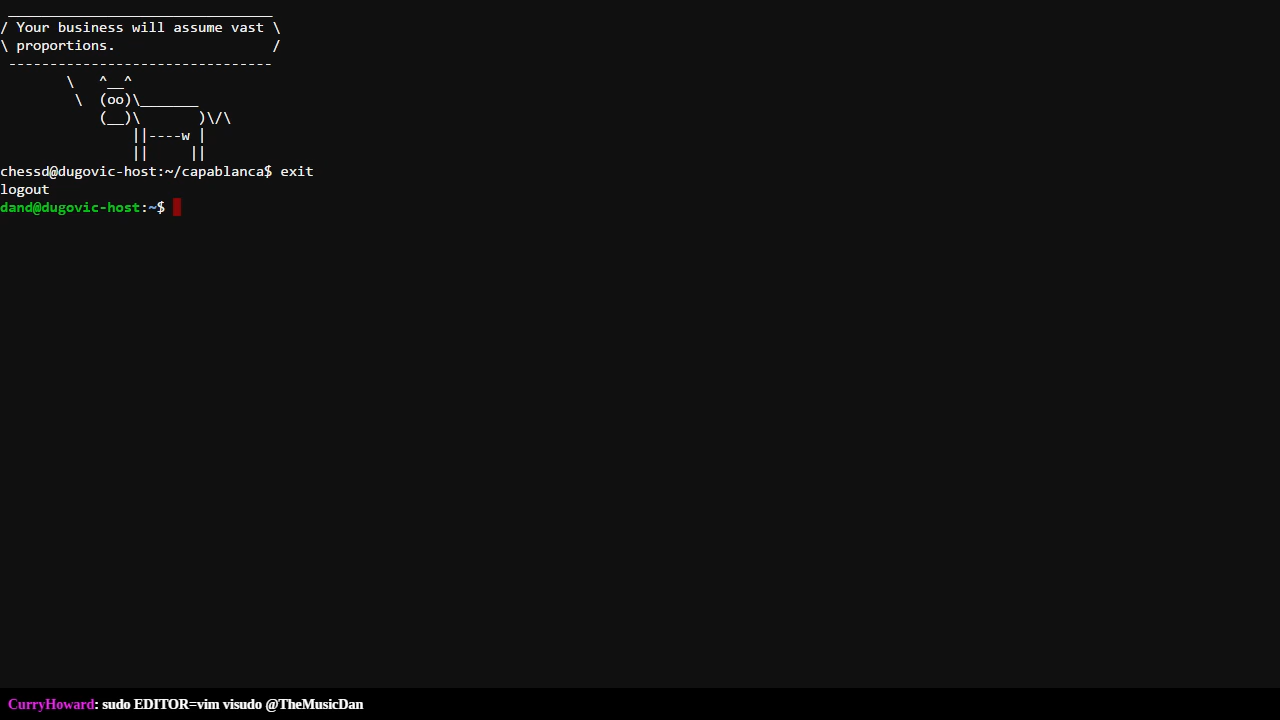 ________________________________
/ Your business will assume vast \
\ proportions.                   /
 --------------------------------
        \   ^__^
         \  (oo)\_______
            (__)\       )\/\
                ||----w |
                ||     ||
chessd@dugovic-host:~/capablanca$ exit
logout
dand@dugovic-host:~$
CurryHoward: sudo EDITOR=vim visudo @TheMusicDan